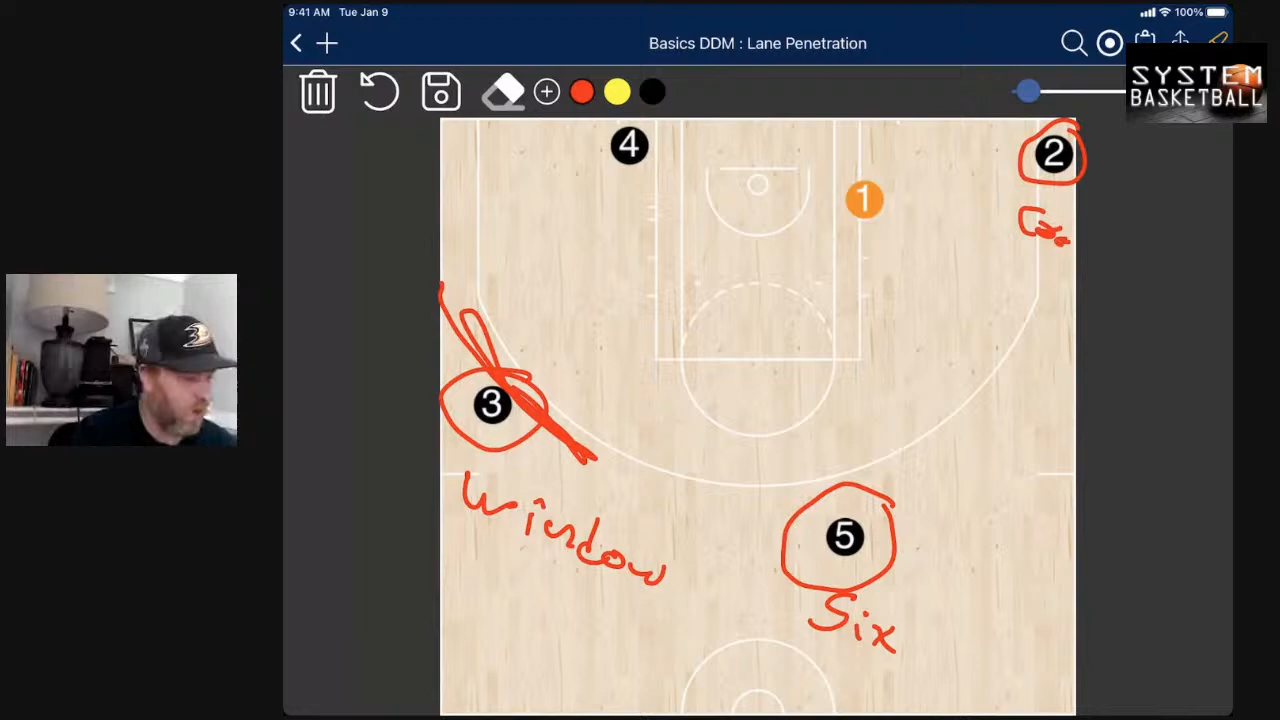 9:41 AM Tue Jan 9
100%
Basics DDM : Lane Penetration
SYSTEM
BASKETBALL
4
2
1
3
Window
5
Six